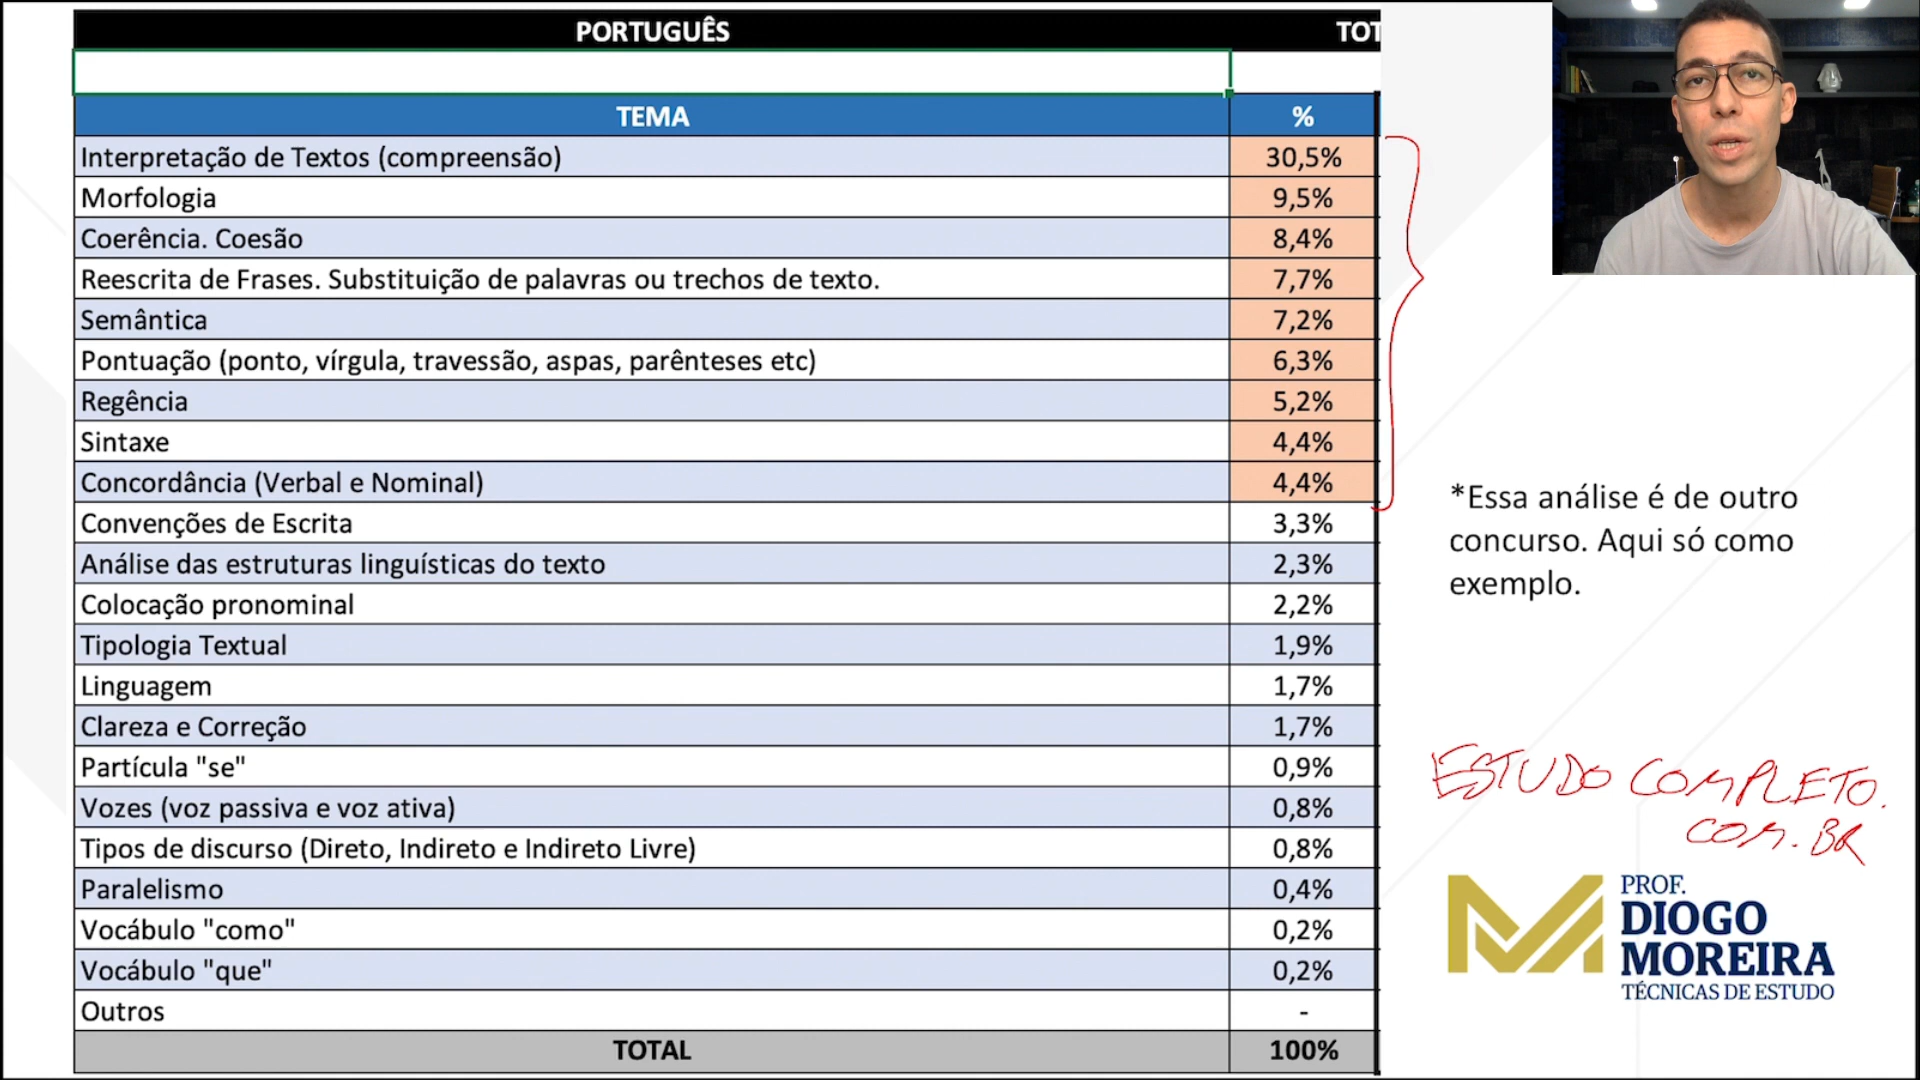 PORTUGUÊS TOT
TEMA %
Interpretação de Textos (compreensão) 30,5%
Morfologia 9,5%
Coerência. Coesão 8,4%
Reescrita de Frases. Substituição de palavras ou trechos de texto. 7,7%
Semântica 7,2%
Pontuação (ponto, vírgula, travessão, aspas, parênteses etc) 6,3%
Regência 5,2%
Sintaxe 4,4%
Concordância (Verbal e Nominal) 4,4%
Convenções de Escrita 3,3%
Análise das estruturas linguísticas do texto 2,3%
Colocação pronominal 2,2%
Tipologia Textual 1,9%
Linguagem 1,7%
Clareza e Correção 1,7%
Partícula "se" 0,9%
Vozes (voz passiva e voz ativa) 0,8%
Tipos de discurso (Direto, Indireto e Indireto Livre) 0,8%
Paralelismo 0,4%
Vocábulo "como" 0,2%
Vocábulo "que" 0,2%
Outros -
TOTAL 100%
*Essa análise é de outro
concurso. Aqui só como
exemplo.
ESTUDO COMPLETO.
COM.BR
PROF.
DIOGO
MOREIRA
TÉCNICAS DE ESTUDO